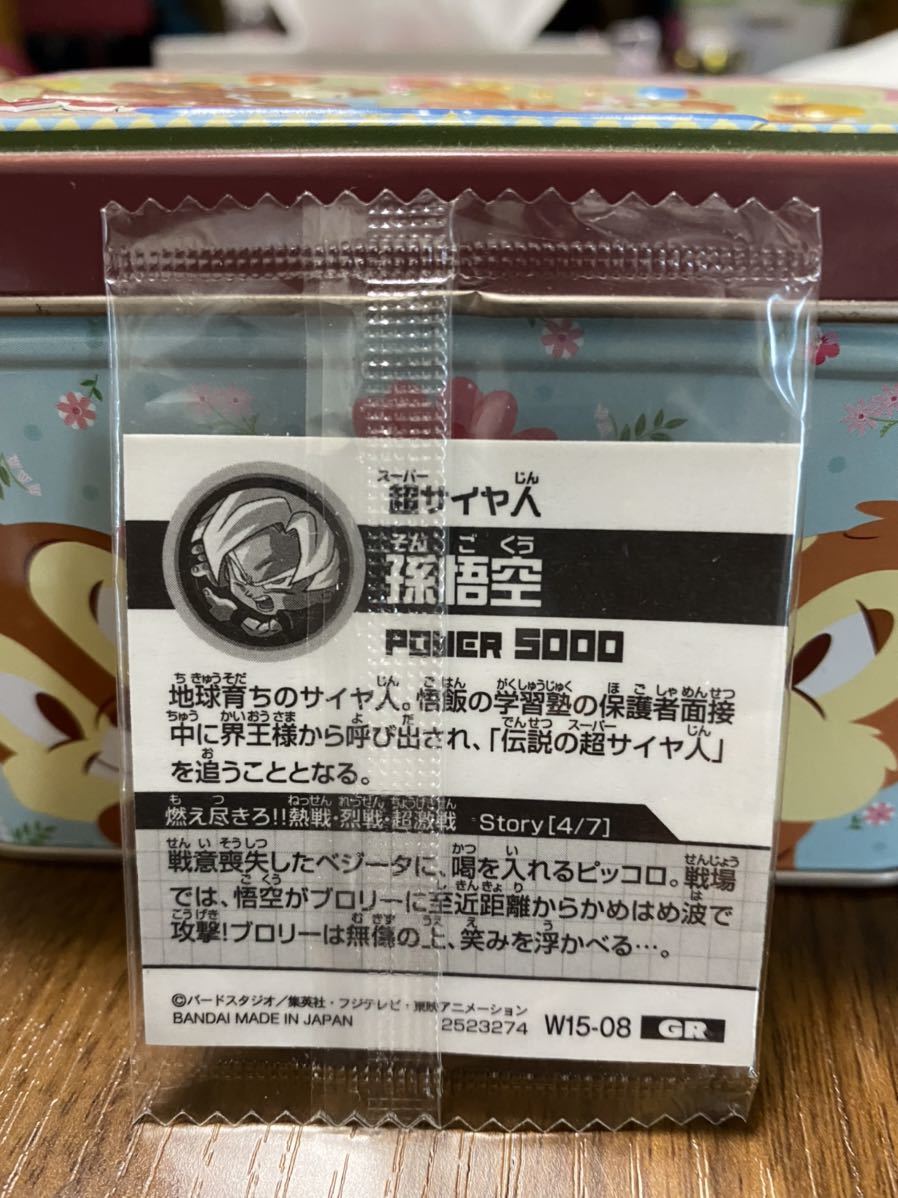 超サイヤ人
孫悟空
POWER 5000
地球育ちのサイヤ人。悟飯の学習塾の保護者面接
中に界王様から呼び出され、「伝説の超サイヤ人」
を追うこととなる。
燃え尽きろ!!熱戦・烈戦・超激戦 Story[4/7]
戦意喪失したベジータに、喝を入れるピッコロ。戦場
では、悟空がブロリーに至近距離からかめはめ波で
攻撃!ブロリーは無傷の上、笑みを浮かべる…。
©バードスタジオ/集英社・フジテレビ・東映アニメーション
BANDAI MADE IN JAPAN 2523274 W15-08 GR